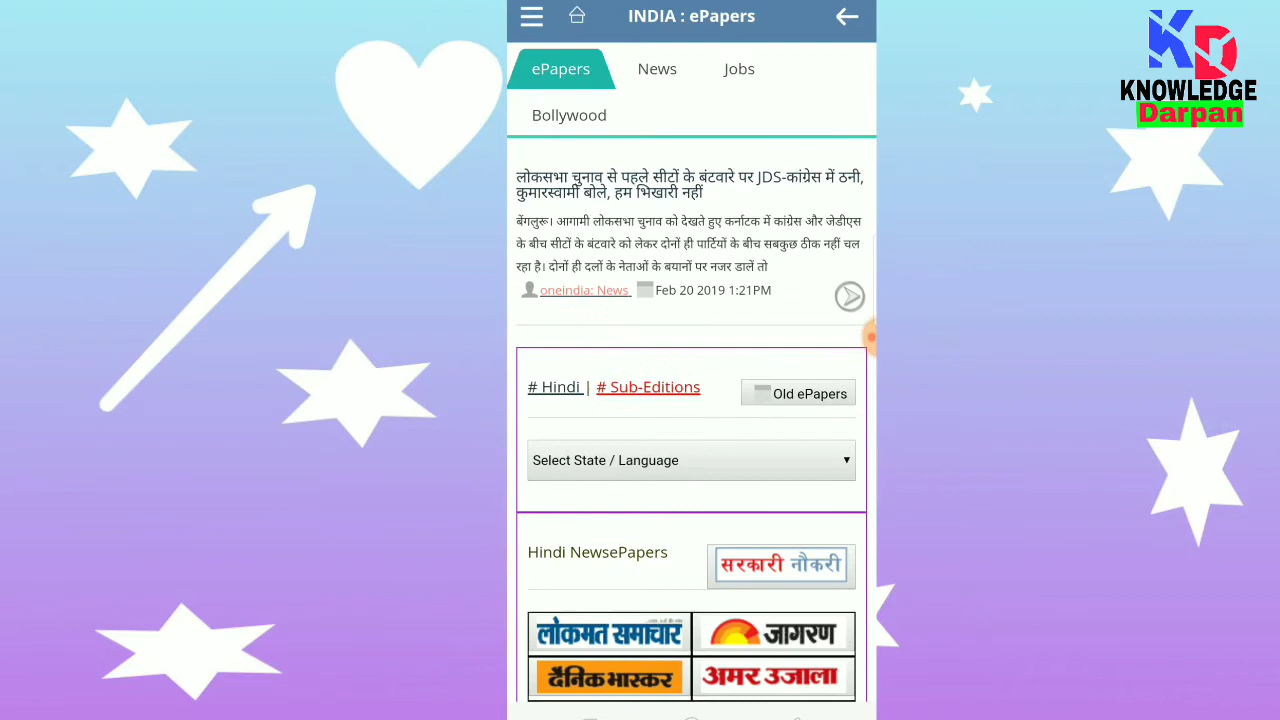 INDIA : ePapers
KD
KNOWLEDGE
Darpan
ePapers News Jobs
Bollywood
लोकसभा चुनाव से पहले सीटों के बंटवारे पर JDS-कांग्रेस में ठनी,
कुमारस्वामी बोले, हम भिखारी नहीं
बेंगलुरू। आगामी लोकसभा चुनाव को देखते हुए कर्नाटक में कांग्रेस और जेडीएस
के बीच सीटों के बंटवारे को लेकर दोनों ही पार्टियों के बीच सबकुछ ठीक नहीं चल
रहा है। दोनों ही दलों के नेताओं के बयानों पर नजर डालें तो
oneindia: News Feb 20 2019 1:21PM
# Hindi | # Sub-Editions Old ePapers
Select State / Language
Hindi NewsePapers सरकारी नौकरी
लोकमत समाचार जागरण
दैनिक भास्कर अमर उजाला